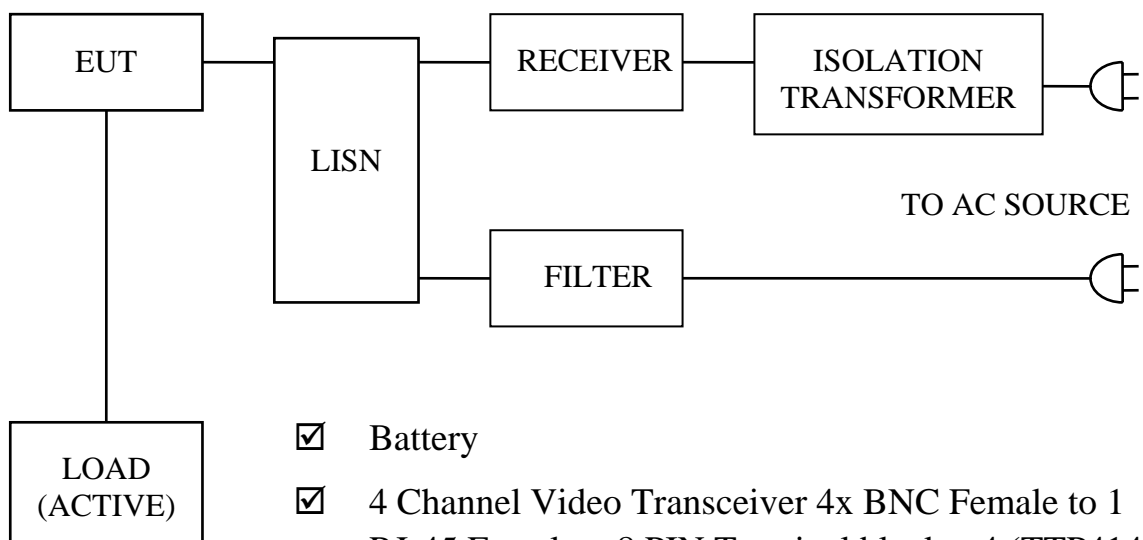 EUT
RECEIVER
ISOLATION
TRANSFORMER
LISN
TO AC SOURCE
FILTER
LOAD
(ACTIVE)
☑ Battery
☑ 4 Channel Video Transceiver 4x BNC Female to 1